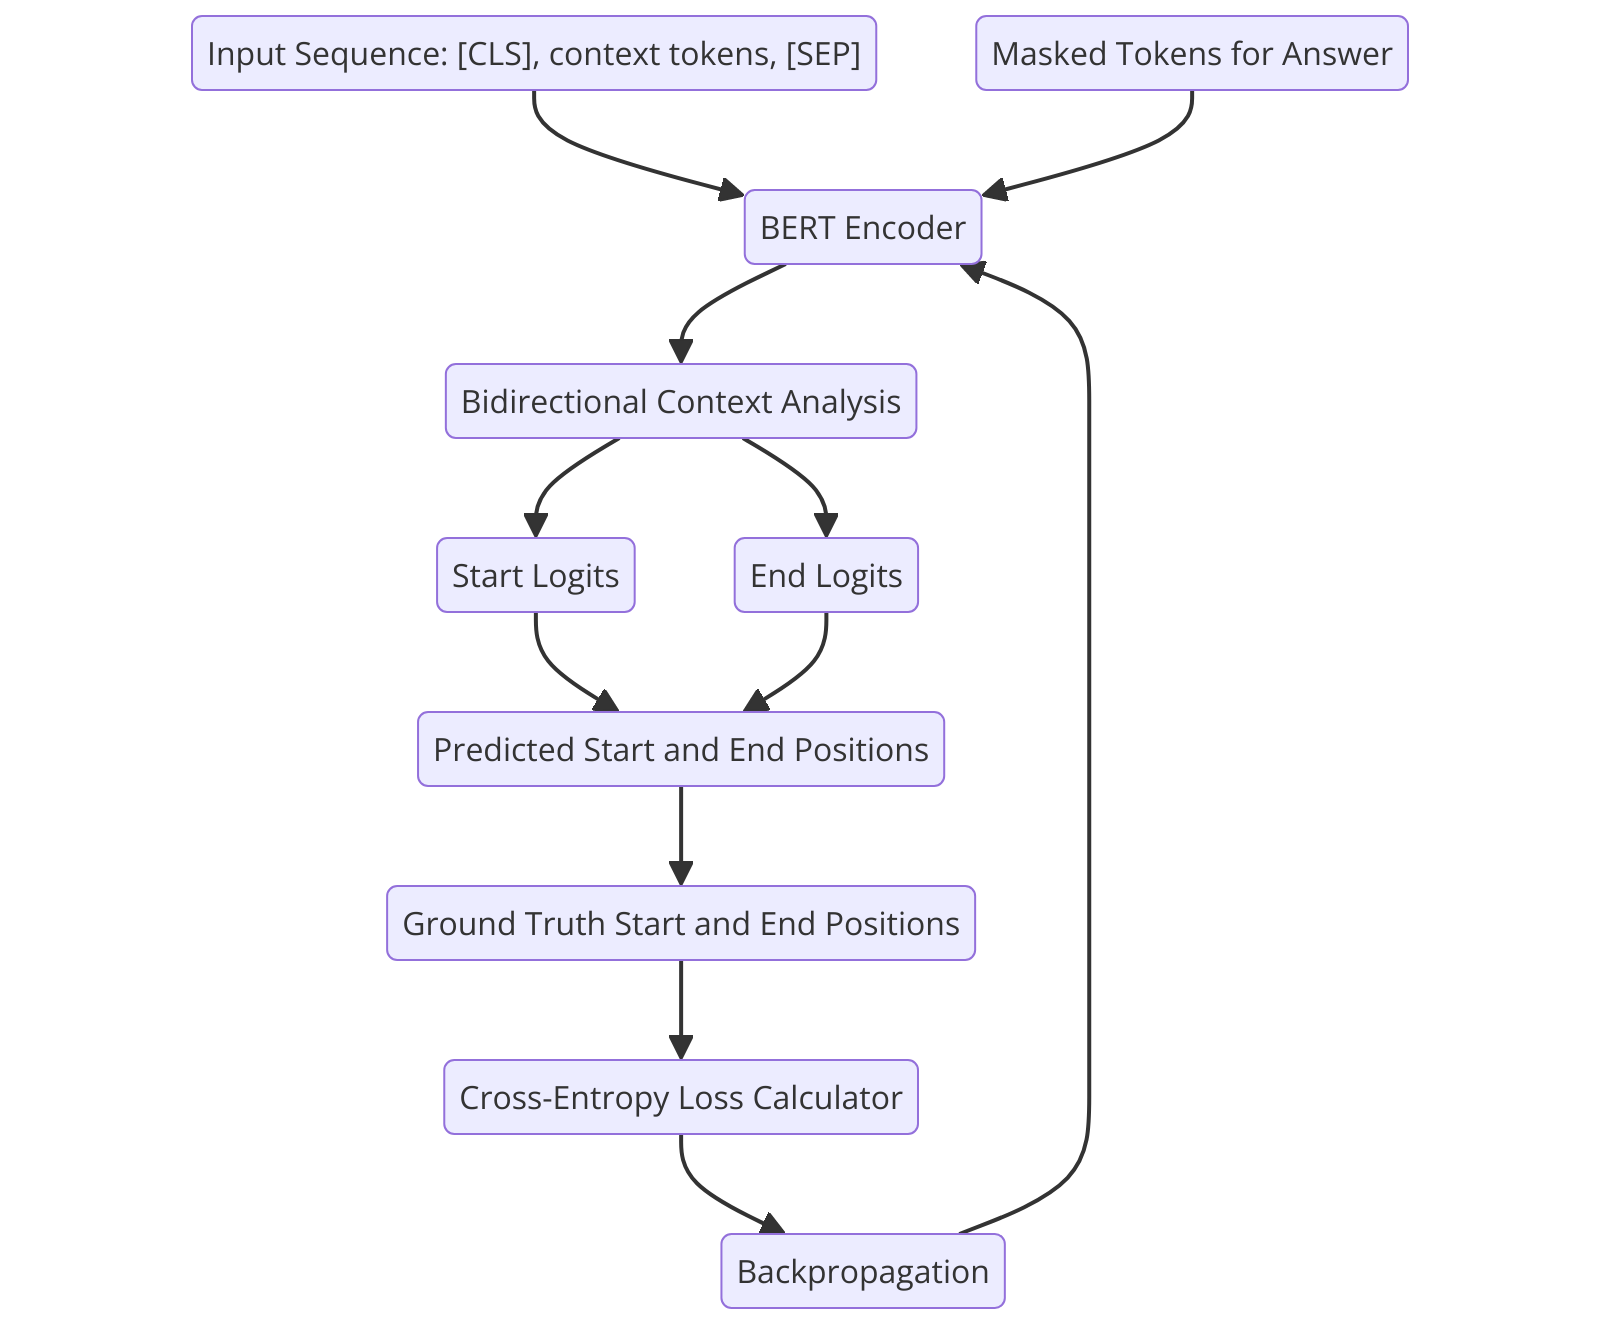 Input Sequence: [CLS], context tokens, [SEP]
Masked Tokens for Answer
BERT Encoder
Bidirectional Context Analysis
Start Logits
End Logits
Predicted Start and End Positions
Ground Truth Start and End Positions
Cross-Entropy Loss Calculator
Backpropagation